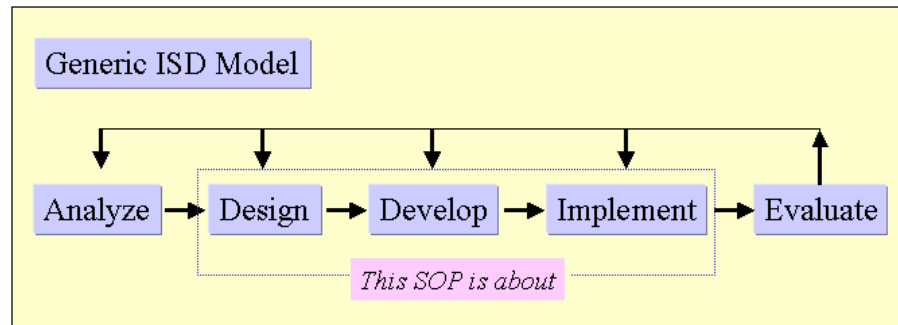 Generic ISD Model
Analyze Design Develop Implement Evaluate
This SOP is about